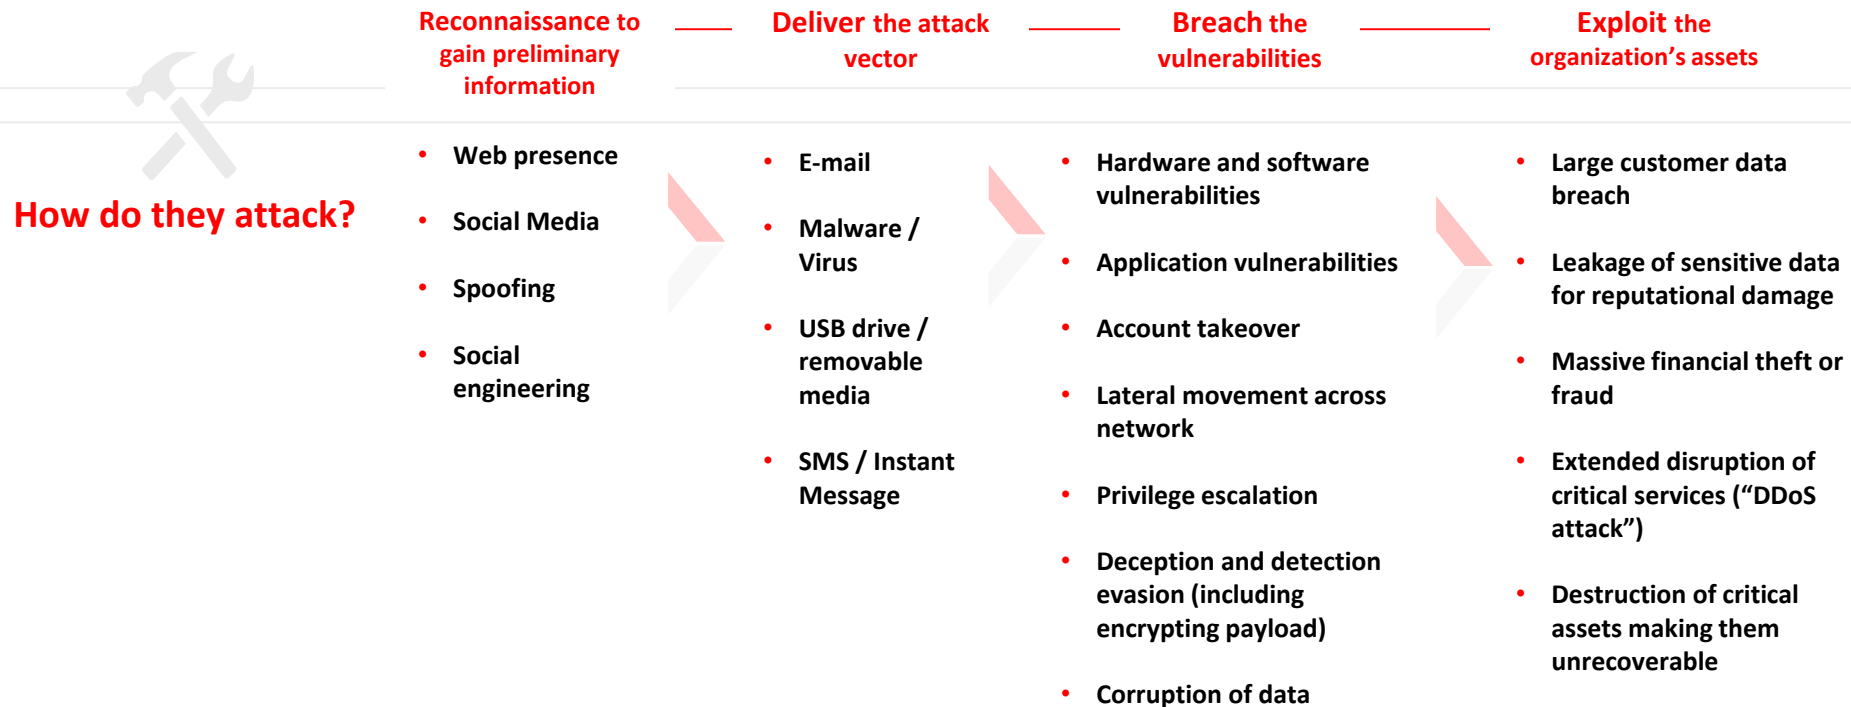 Reconnaissance to
gain preliminary
information
Deliver the attack
vector
Breach the
vulnerabilities
Exploit the
organization’s assets
How do they attack?
• Web presence
• Social Media
• Spoofing
• Social
engineering
• E-mail
• Malware /
Virus
• USB drive /
removable
media
• SMS / Instant
Message
• Hardware and software
vulnerabilities
• Application vulnerabilities
• Account takeover
• Lateral movement across
network
• Privilege escalation
• Deception and detection
evasion (including
encrypting payload)
• Corruption of data
• Large customer data
breach
• Leakage of sensitive data
for reputational damage
• Massive financial theft or
fraud
• Extended disruption of
critical services (“DDoS
attack”)
• Destruction of critical
assets making them
unrecoverable